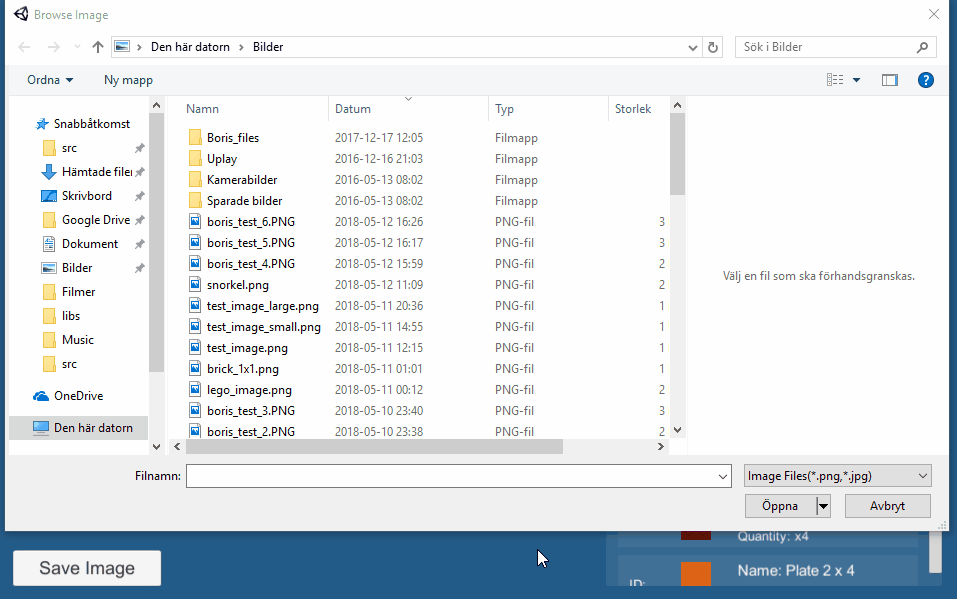 Browse Image
Den här datorn > Bilder
Sök i Bilder
Ordna
Ny mapp
Snabbåtkomst
src
Hämtade filer
Skrivbord
Google Drive
Dokument
Bilder
Filmer
libs
Music
src
OneDrive
Den här datorn
Namn Datum Typ Storlek
Boris_files 2017-12-17 12:05 Filmapp
Uplay 2016-12-16 21:03 Filmapp
Kamerabilder 2016-05-13 08:02 Filmapp
Sparade bilder 2016-05-13 08:02 Filmapp
boris_test_6.PNG 2018-05-12 16:26 PNG-fil 3
boris_test_5.PNG 2018-05-12 16:17 PNG-fil 3
boris_test_4.PNG 2018-05-12 15:59 PNG-fil 2
snorkel.png 2018-05-12 11:09 PNG-fil 2
test_image_large.png 2018-05-11 20:36 PNG-fil 1
test_image_small.png 2018-05-11 14:55 PNG-fil 1
test_image.png 2018-05-11 12:15 PNG-fil 1
brick_1x1.png 2018-05-11 01:01 PNG-fil 1
lego_image.png 2018-05-11 00:12 PNG-fil 2
boris_test_3.PNG 2018-05-10 23:40 PNG-fil 3
boris_test_2.PNG 2018-05-10 23:38 PNG-fil 2
Välj en fil som ska förhandsgranskas.
Filnamn:
Image Files(*.png,*.jpg)
Öppna
Avbryt
Save Image
Quantity: x4
ID:
Name: Plate 2 x 4